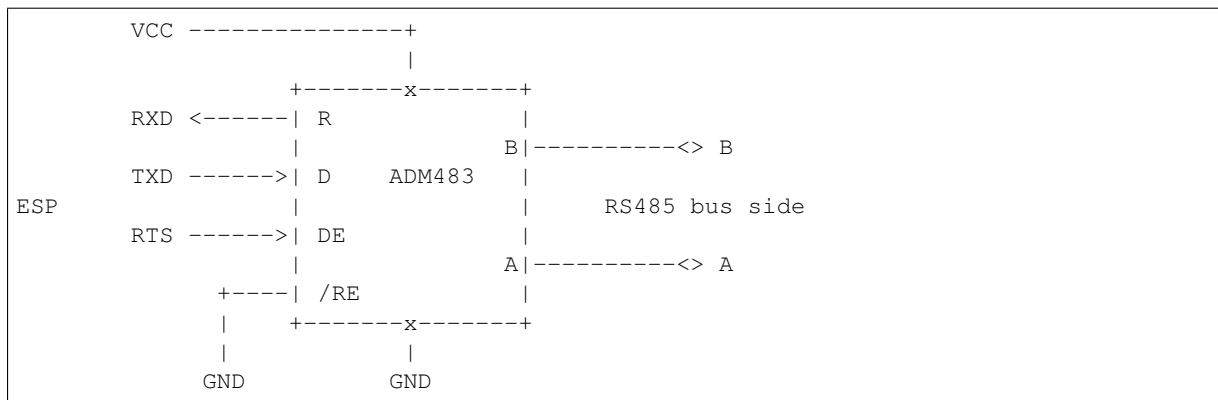 VCC ---------------+
|
+-------x-------+
RXD <------| R |
| B|----------<> B
TXD ------>| D ADM483 |
ESP | | RS485 bus side
RTS ------>| DE |
| A|----------<> A
+----| /RE |
| +-------x-------+
| |
GND GND